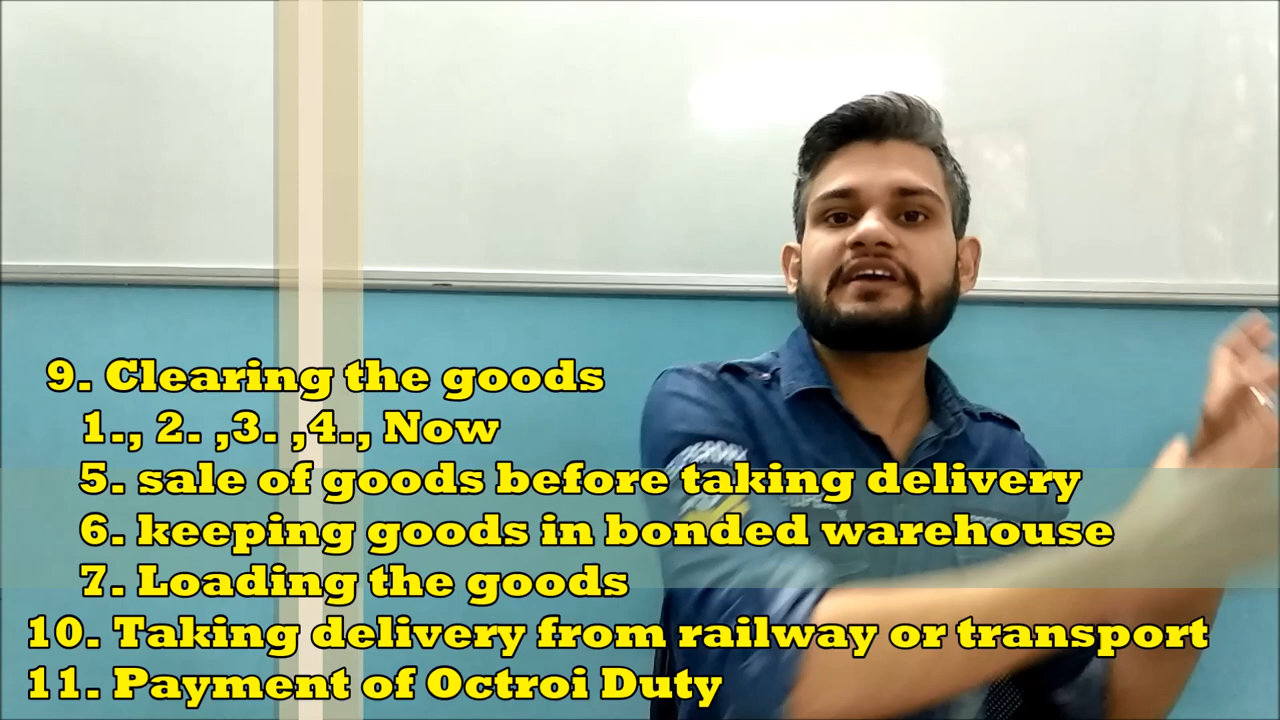 9. Clearing the goods
1., 2. ,3. ,4., Now
5. sale of goods before taking delivery
6. keeping goods in bonded warehouse
7. Loading the goods
10. Taking delivery from railway or transport
11. Payment of Octroi Duty